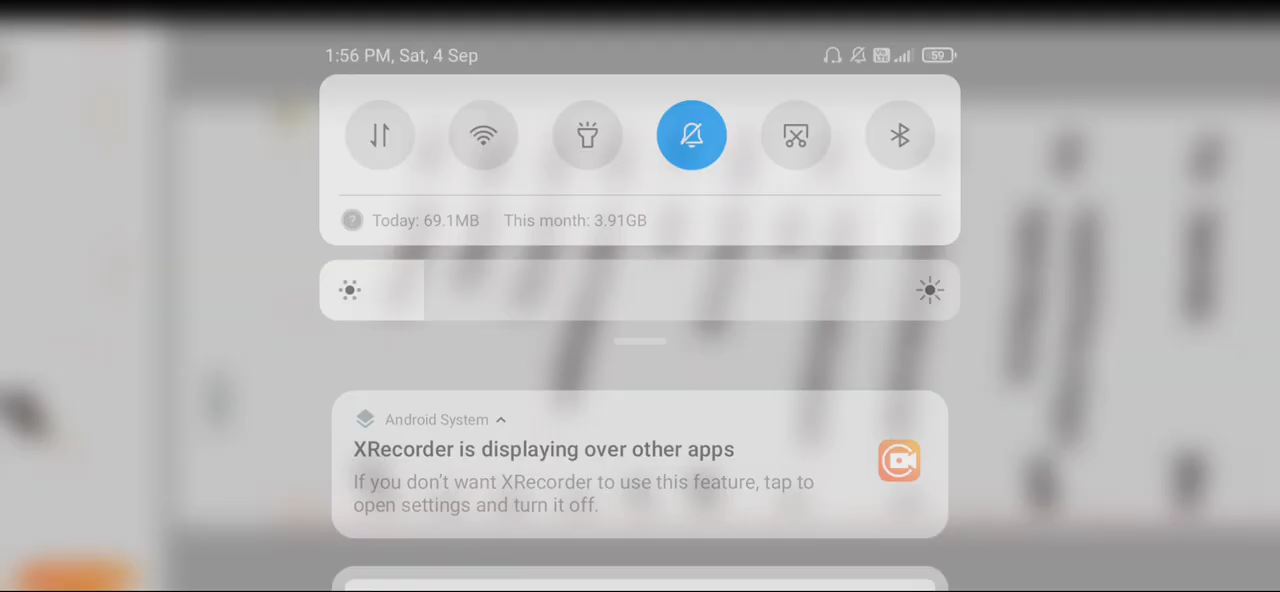 1:56 PM, Sat, 4 Sep
59
Today: 69.1MB This month: 3.91GB
Android System
XRecorder is displaying over other apps
If you don't want XRecorder to use this feature, tap to
open settings and turn it off.